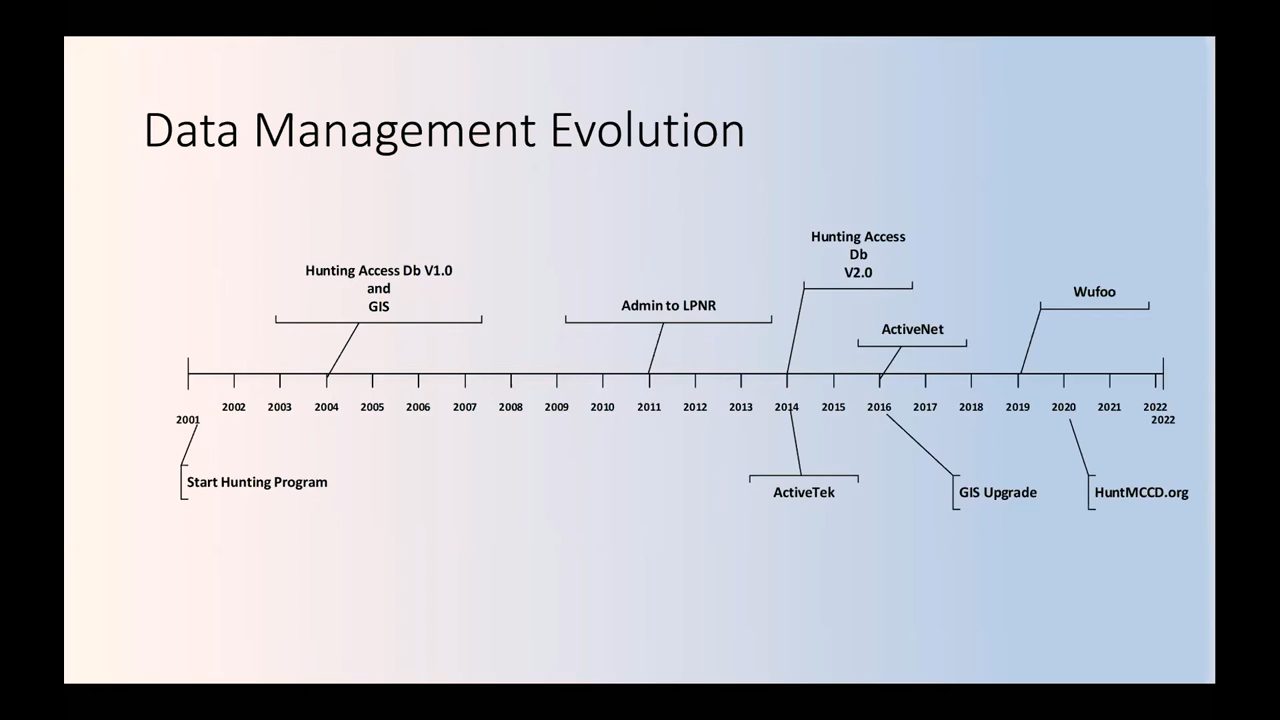 Data Management Evolution
Hunting Access
Db
V2.0
Hunting Access Db V1.0
and
GIS
Admin to LPNR
Wufoo
ActiveNet
2001 2002 2003 2004 2005 2006 2007 2008 2009 2010 2011 2012 2013 2014 2015 2016 2017 2018 2019 2020 2021 2022
2022
Start Hunting Program
ActiveTek
GIS Upgrade
HuntMCCD.org